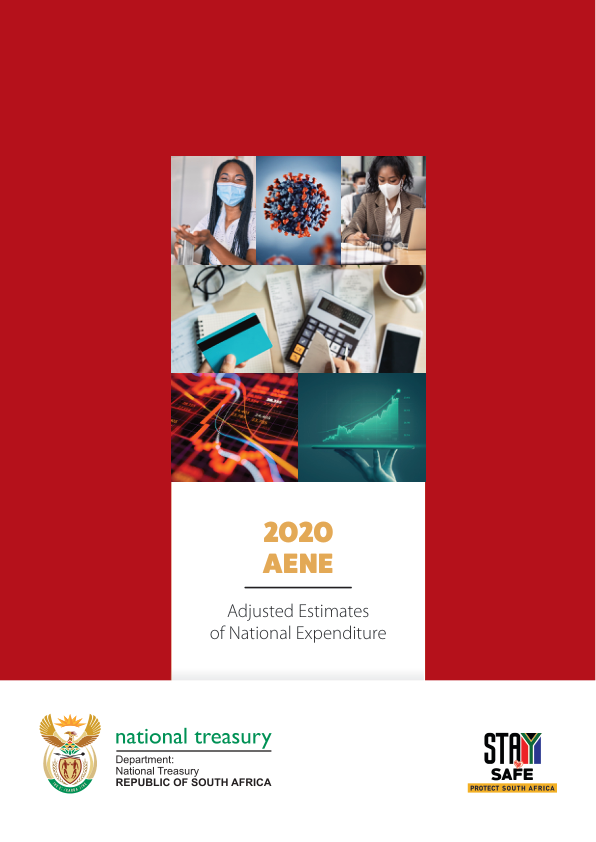 2020
AENE
Adjusted Estimates
of National Expenditure
national treasury
Department:
National Treasury
REPUBLIC OF SOUTH AFRICA
STAY
SAFE
PROTECT SOUTH AFRICA